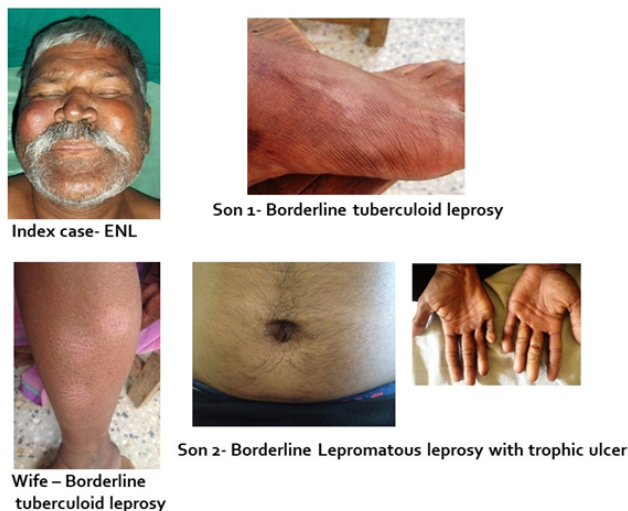 Index case- ENL
Son 1- Borderline tuberculoid leprosy
Wife – Borderline
tuberculoid leprosy
Son 2- Borderline Lepromatous leprosy with trophic ulcer